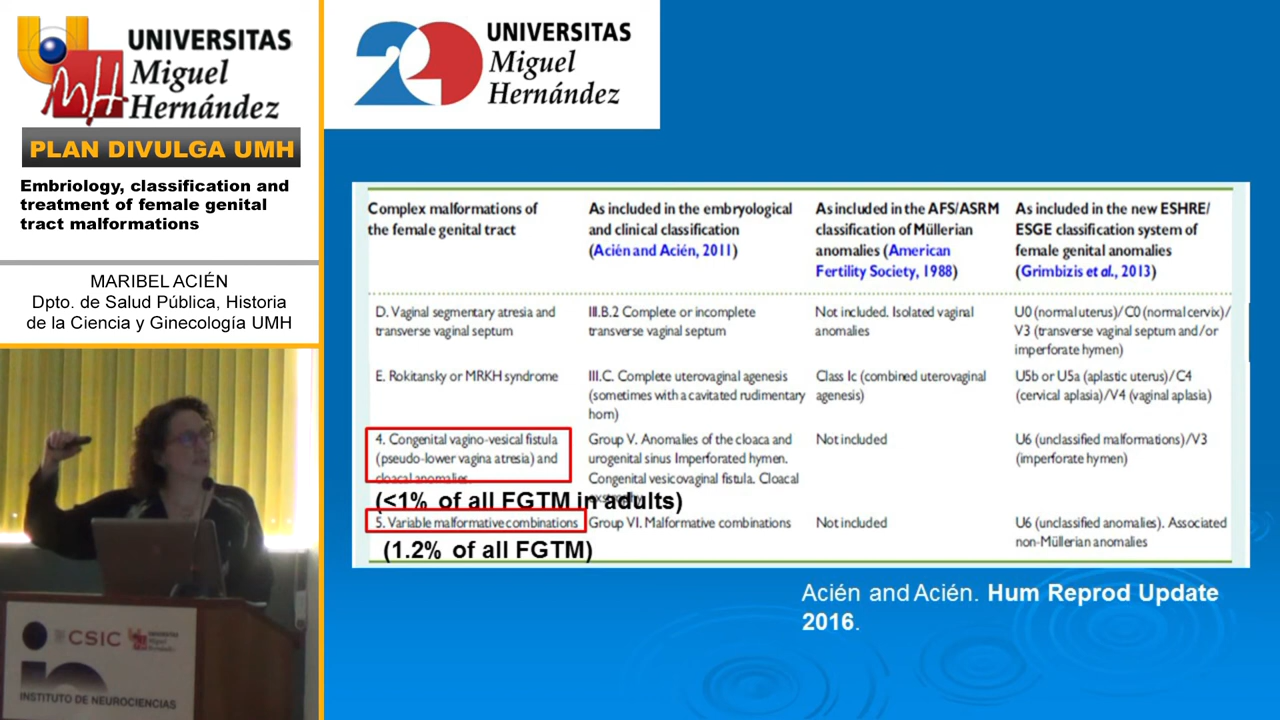 UNIVERSITAS
Miguel
Hernández
PLAN DIVULGA UMH
Embriology, classification and
treatment of female genital
tract malformations
MARIBEL ACIÉN
Dpto. de Salud Pública, Historia
de la Ciencia y Ginecología UMH
CSIC
UNIVERSITAS
Miguel
Hernández
INSTITUTO DE NEUROCIENCIAS
20
UNIVERSITAS
Miguel
Hernández
Complex malformations of
the female genital tract
As included in the embryological
and clinical classification
(Acién and Acién, 2011)
As included in the AFS/ASRM
classification of Müllerian
anomalies (American
Fertility Society, 1988)
As included in the new ESHRE/
ESGE classification system of
female genital anomalies
(Grimbizis et al., 2013)
D. Vaginal segmentary atresia and
transverse vaginal septum
III.B.2 Complete or incomplete
transverse vaginal septum
Not included. Isolated vaginal
anomalies
U0 (normal uterus)/C0 (normal cervix)/
V3 (transverse vaginal septum and/or
imperforate hymen)
E. Rokitansky or MRKH syndrome
III.C. Complete uterovaginal agenesis
(sometimes with a cavitated rudimentary
horn)
Class Ic (combined uterovaginal
agenesis)
U5b or U5a (aplastic uterus)/C4
(cervical aplasia)/V4 (vaginal aplasia)
4. Congenital vagino-vesical fistula
(pseudo-lower vagina atresia) and
cloacal anomalies
(<1% of all FGTM in adults)
Group V. Anomalies of the cloaca and
urogenital sinus Imperforated hymen.
Congenital vesicovaginal fistula. Cloacal
Not included
U6 (unclassified malformations)/V3
(imperforate hymen)
5. Variable malformative combinations
(1.2% of all FGTM)
Group VI. Malformative combinations
Not included
U6 (unclassified anomalies). Associated
non-Müllerian anomalies
Acién and Acién. Hum Reprod Update
2016.